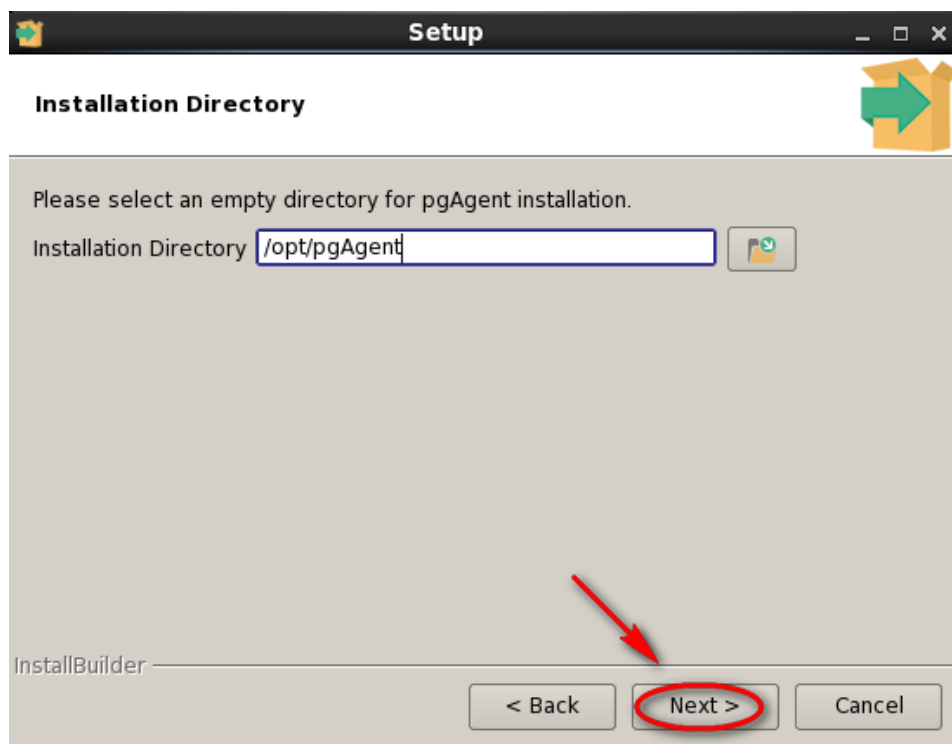 Setup
Installation Directory
Please select an empty directory for pgAgent installation.
Installation Directory /opt/pgAgent
InstallBuilder
< Back Next > Cancel